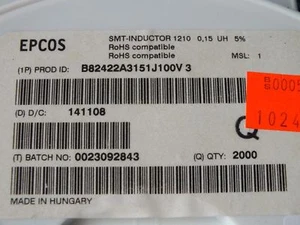 EPCOS
SMT-INDUCTOR 1210 0,15 UH 5%
RoHS compatible
RoHS compatible MSL: 1
(1P) PROD ID: B82422A3151J100V 3
(D) D/C: 141108
Q
1024
(T) BATCH NO: 0023092843 (Q) QTY: 2000
MADE IN HUNGARY